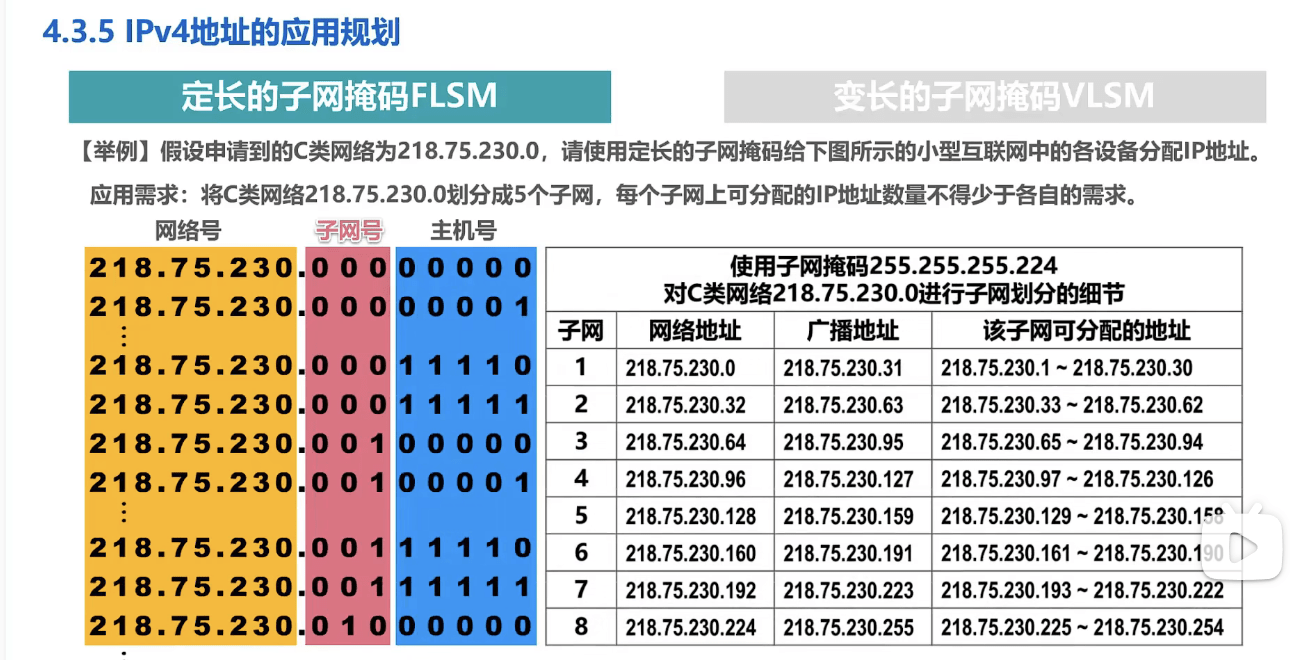 4.3.5 IPv4地址的应用规划
定长的子网掩码FLSM
变长的子网掩码VLSM
【举例】假设申请到的C类网络为218.75.230.0，请使用定长的子网掩码给下图所示的小型互联网中的各设备分配IP地址。
应用需求：将C类网络218.75.230.0划分成5个子网，每个子网上可分配的IP地址数量不得少于各自的需求。
网络号 子网号 主机号
218.75.230.000 00000
218.75.230.000 00001
⋮
218.75.230.000 11110
218.75.230.000 11111
218.75.230.001 00000
218.75.230.001 00001
⋮
218.75.230.001 11110
218.75.230.001 11111
218.75.230.010 00000
使用子网掩码255.255.255.224
对C类网络218.75.230.0进行子网划分的细节
子网 网络地址 广播地址 该子网可分配的地址
1 218.75.230.0 218.75.230.31 218.75.230.1 ~ 218.75.230.30
2 218.75.230.32 218.75.230.63 218.75.230.33 ~ 218.75.230.62
3 218.75.230.64 218.75.230.95 218.75.230.65 ~ 218.75.230.94
4 218.75.230.96 218.75.230.127 218.75.230.97 ~ 218.75.230.126
5 218.75.230.128 218.75.230.159 218.75.230.129 ~ 218.75.230.158
6 218.75.230.160 218.75.230.191 218.75.230.161 ~ 218.75.230.190
7 218.75.230.192 218.75.230.223 218.75.230.193 ~ 218.75.230.222
8 218.75.230.224 218.75.230.255 218.75.230.225 ~ 218.75.230.254